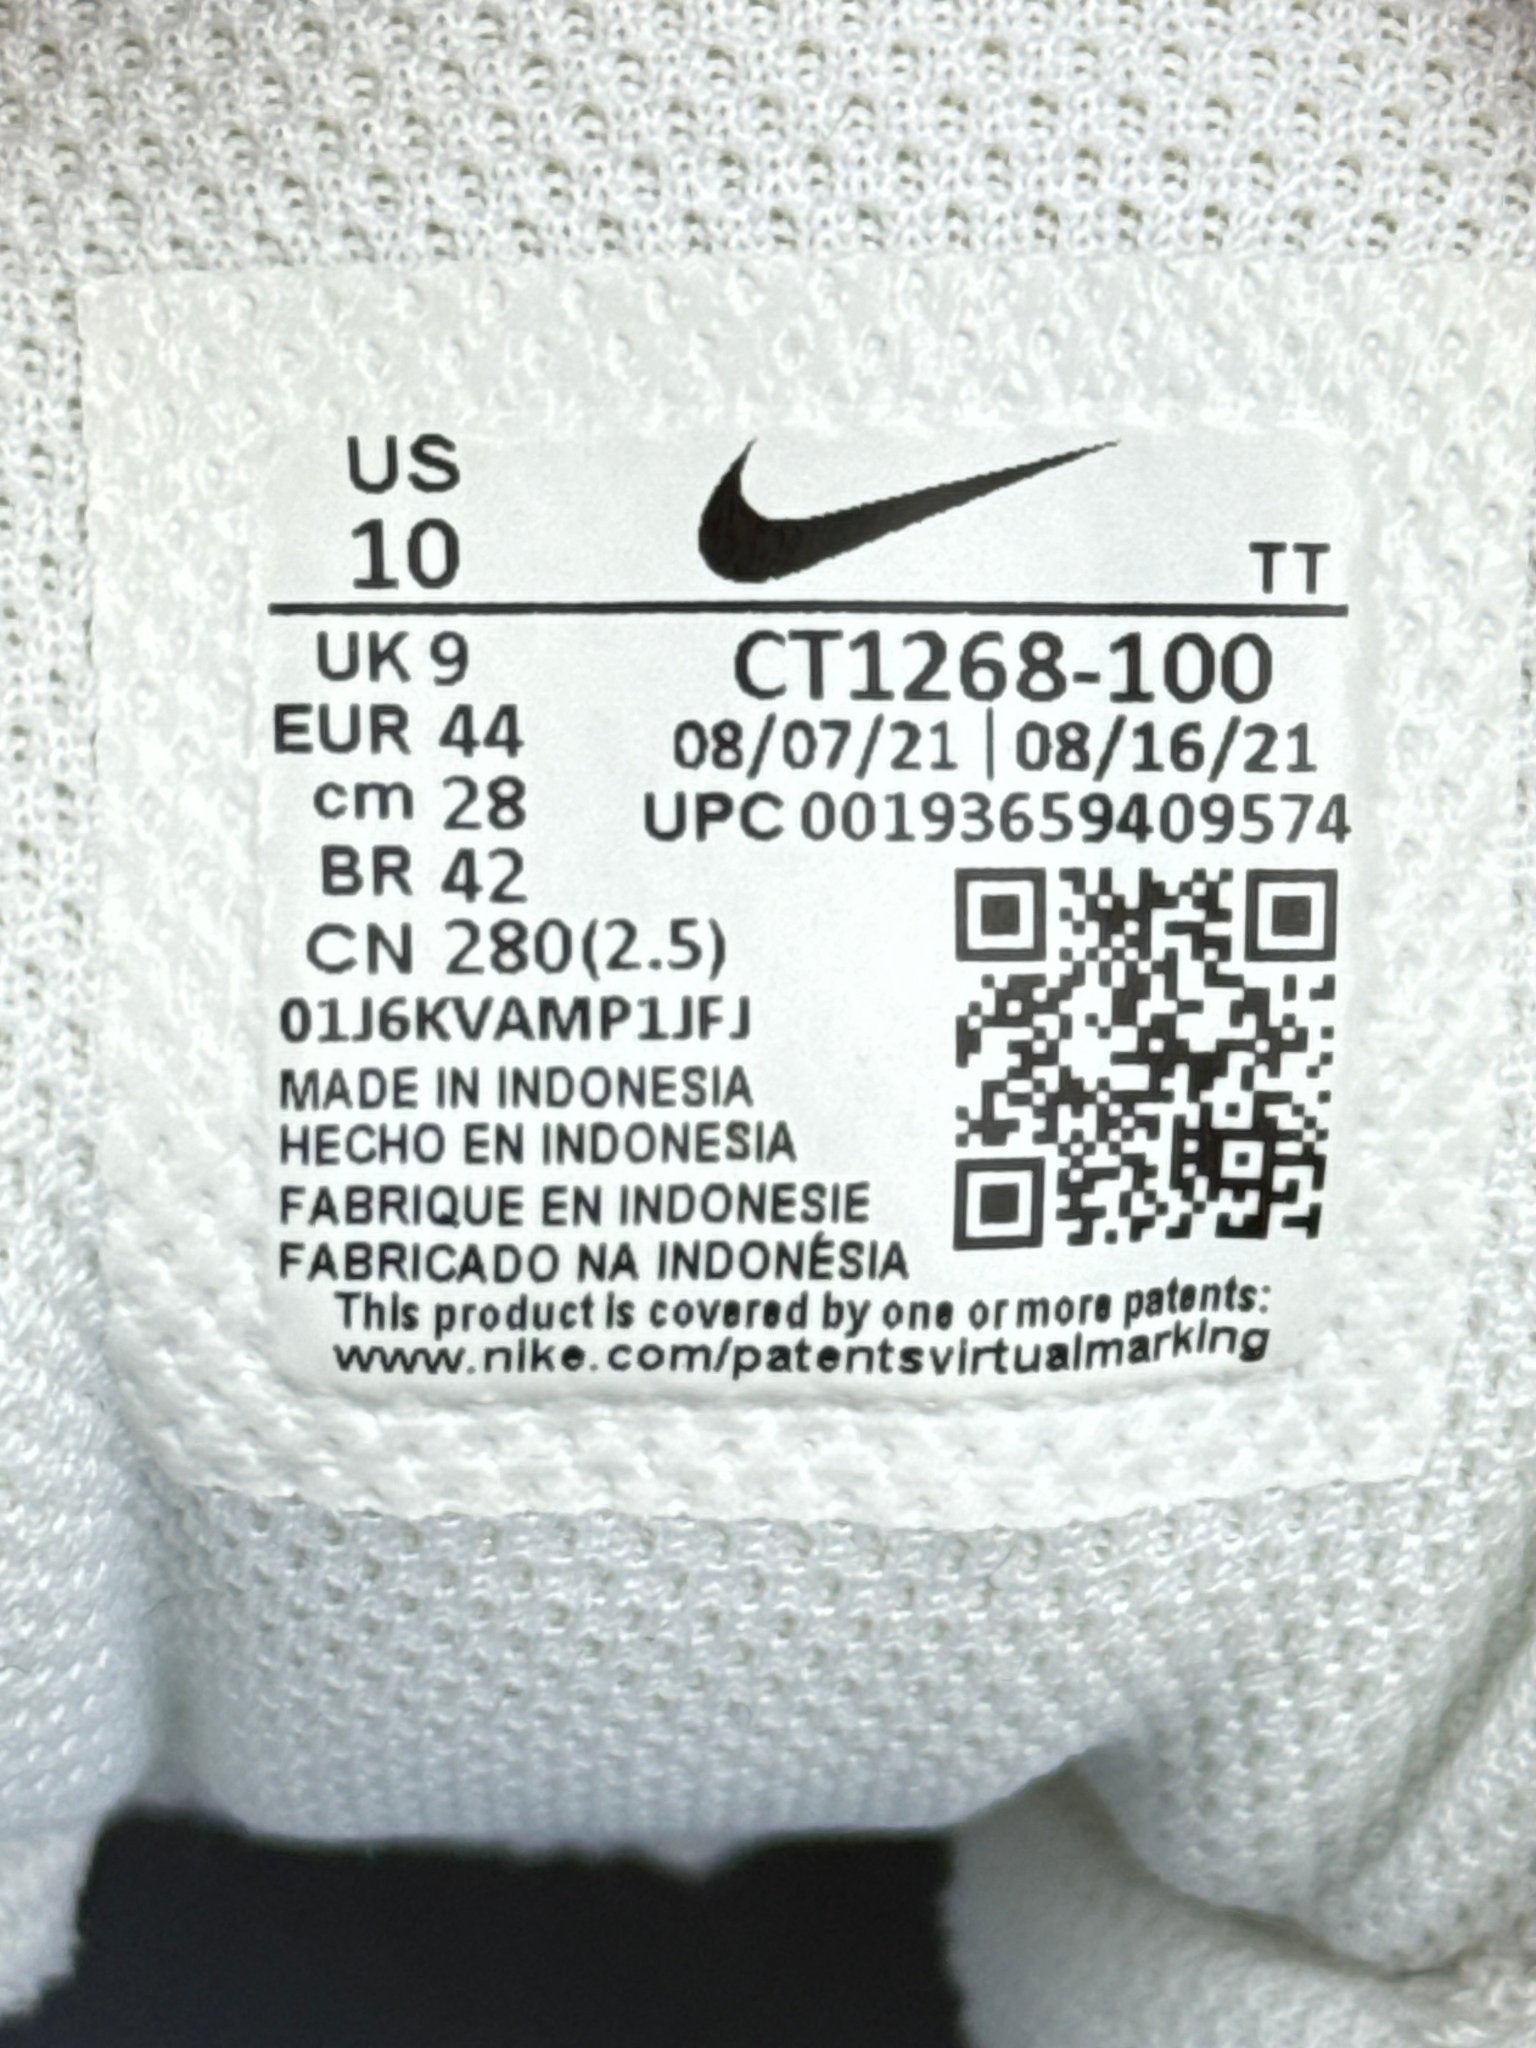 US
10
TT
UK 9
EUR 44
cm 28
BR 42
CN 280(2.5)
CT1268-100
08/07/21 | 08/16/21
UPC 00193659409574
01J6KVAMP1JFJ
MADE IN INDONESIA
HECHO EN INDONESIA
FABRIQUE EN INDONESIE
FABRICADO NA INDONÉSIA
This product is covered by one or more patents:
www.nike.com/patentsvirtualmarking